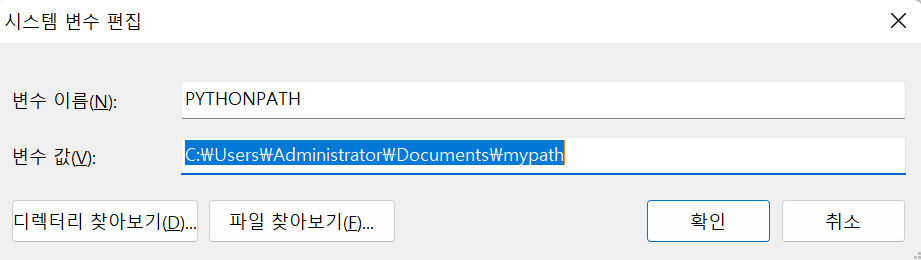 시스템 변수 편집
변수 이름(N): PYTHONPATH
변수 값(V): C:₩Users₩Administrator₩Documents₩mypath
디렉터리 찾아보기(D)... 파일 찾아보기(F)... 확인 취소